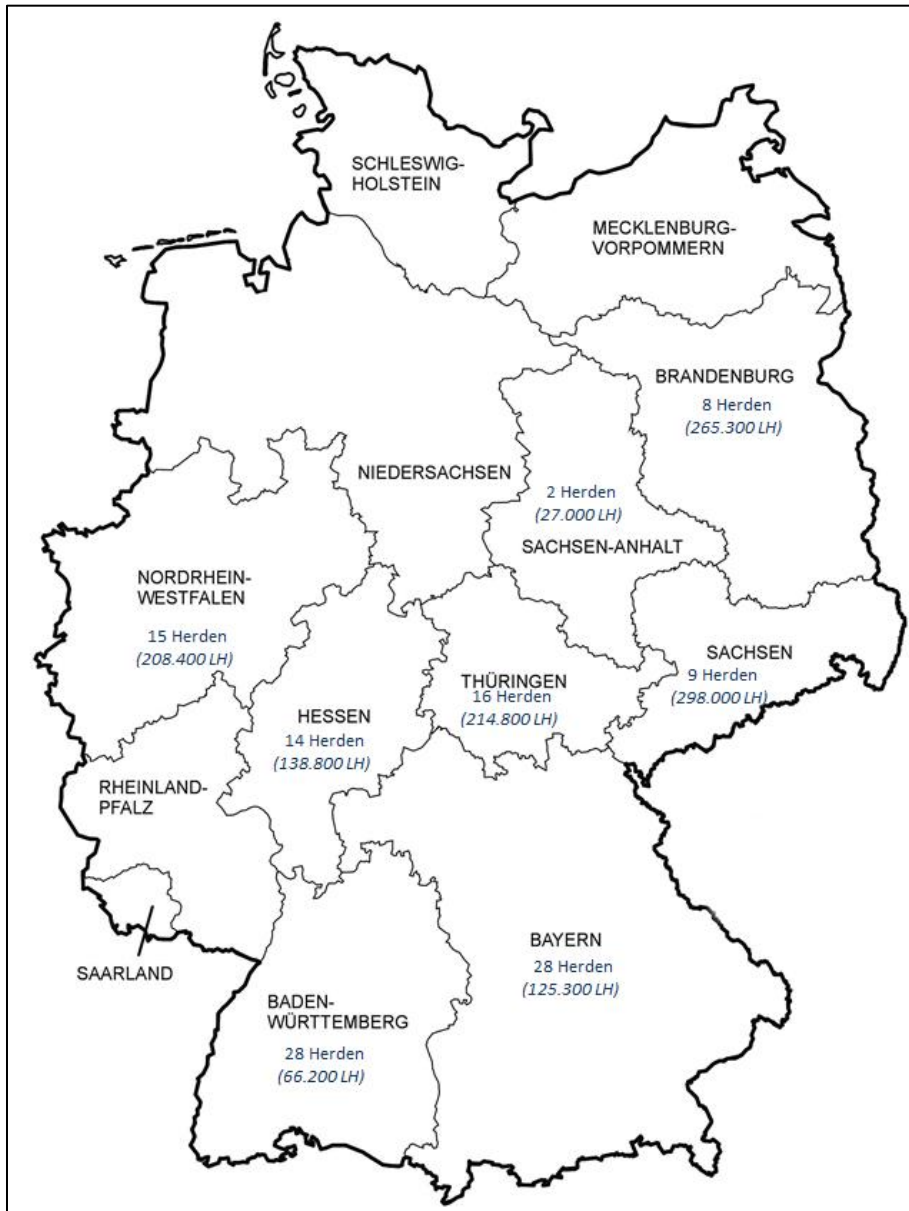 SCHLESWIG-
HOLSTEIN
MECKLENBURG-
VORPOMMERN
BRANDENBURG
8 Herden
(265.300 LH)
NIEDERSACHSEN
2 Herden
(27.000 LH)
SACHSEN-ANHALT
NORDRHEIN-
WESTFALEN
15 Herden
(208.400 LH)
SACHSEN
9 Herden
(298.000 LH)
THÜRINGEN
16 Herden
(214.800 LH)
HESSEN
14 Herden
(138.800 LH)
RHEINLAND-
PFALZ
SAARLAND
BAYERN
28 Herden
(125.300 LH)
BADEN-
WÜRTTEMBERG
28 Herden
(66.200 LH)